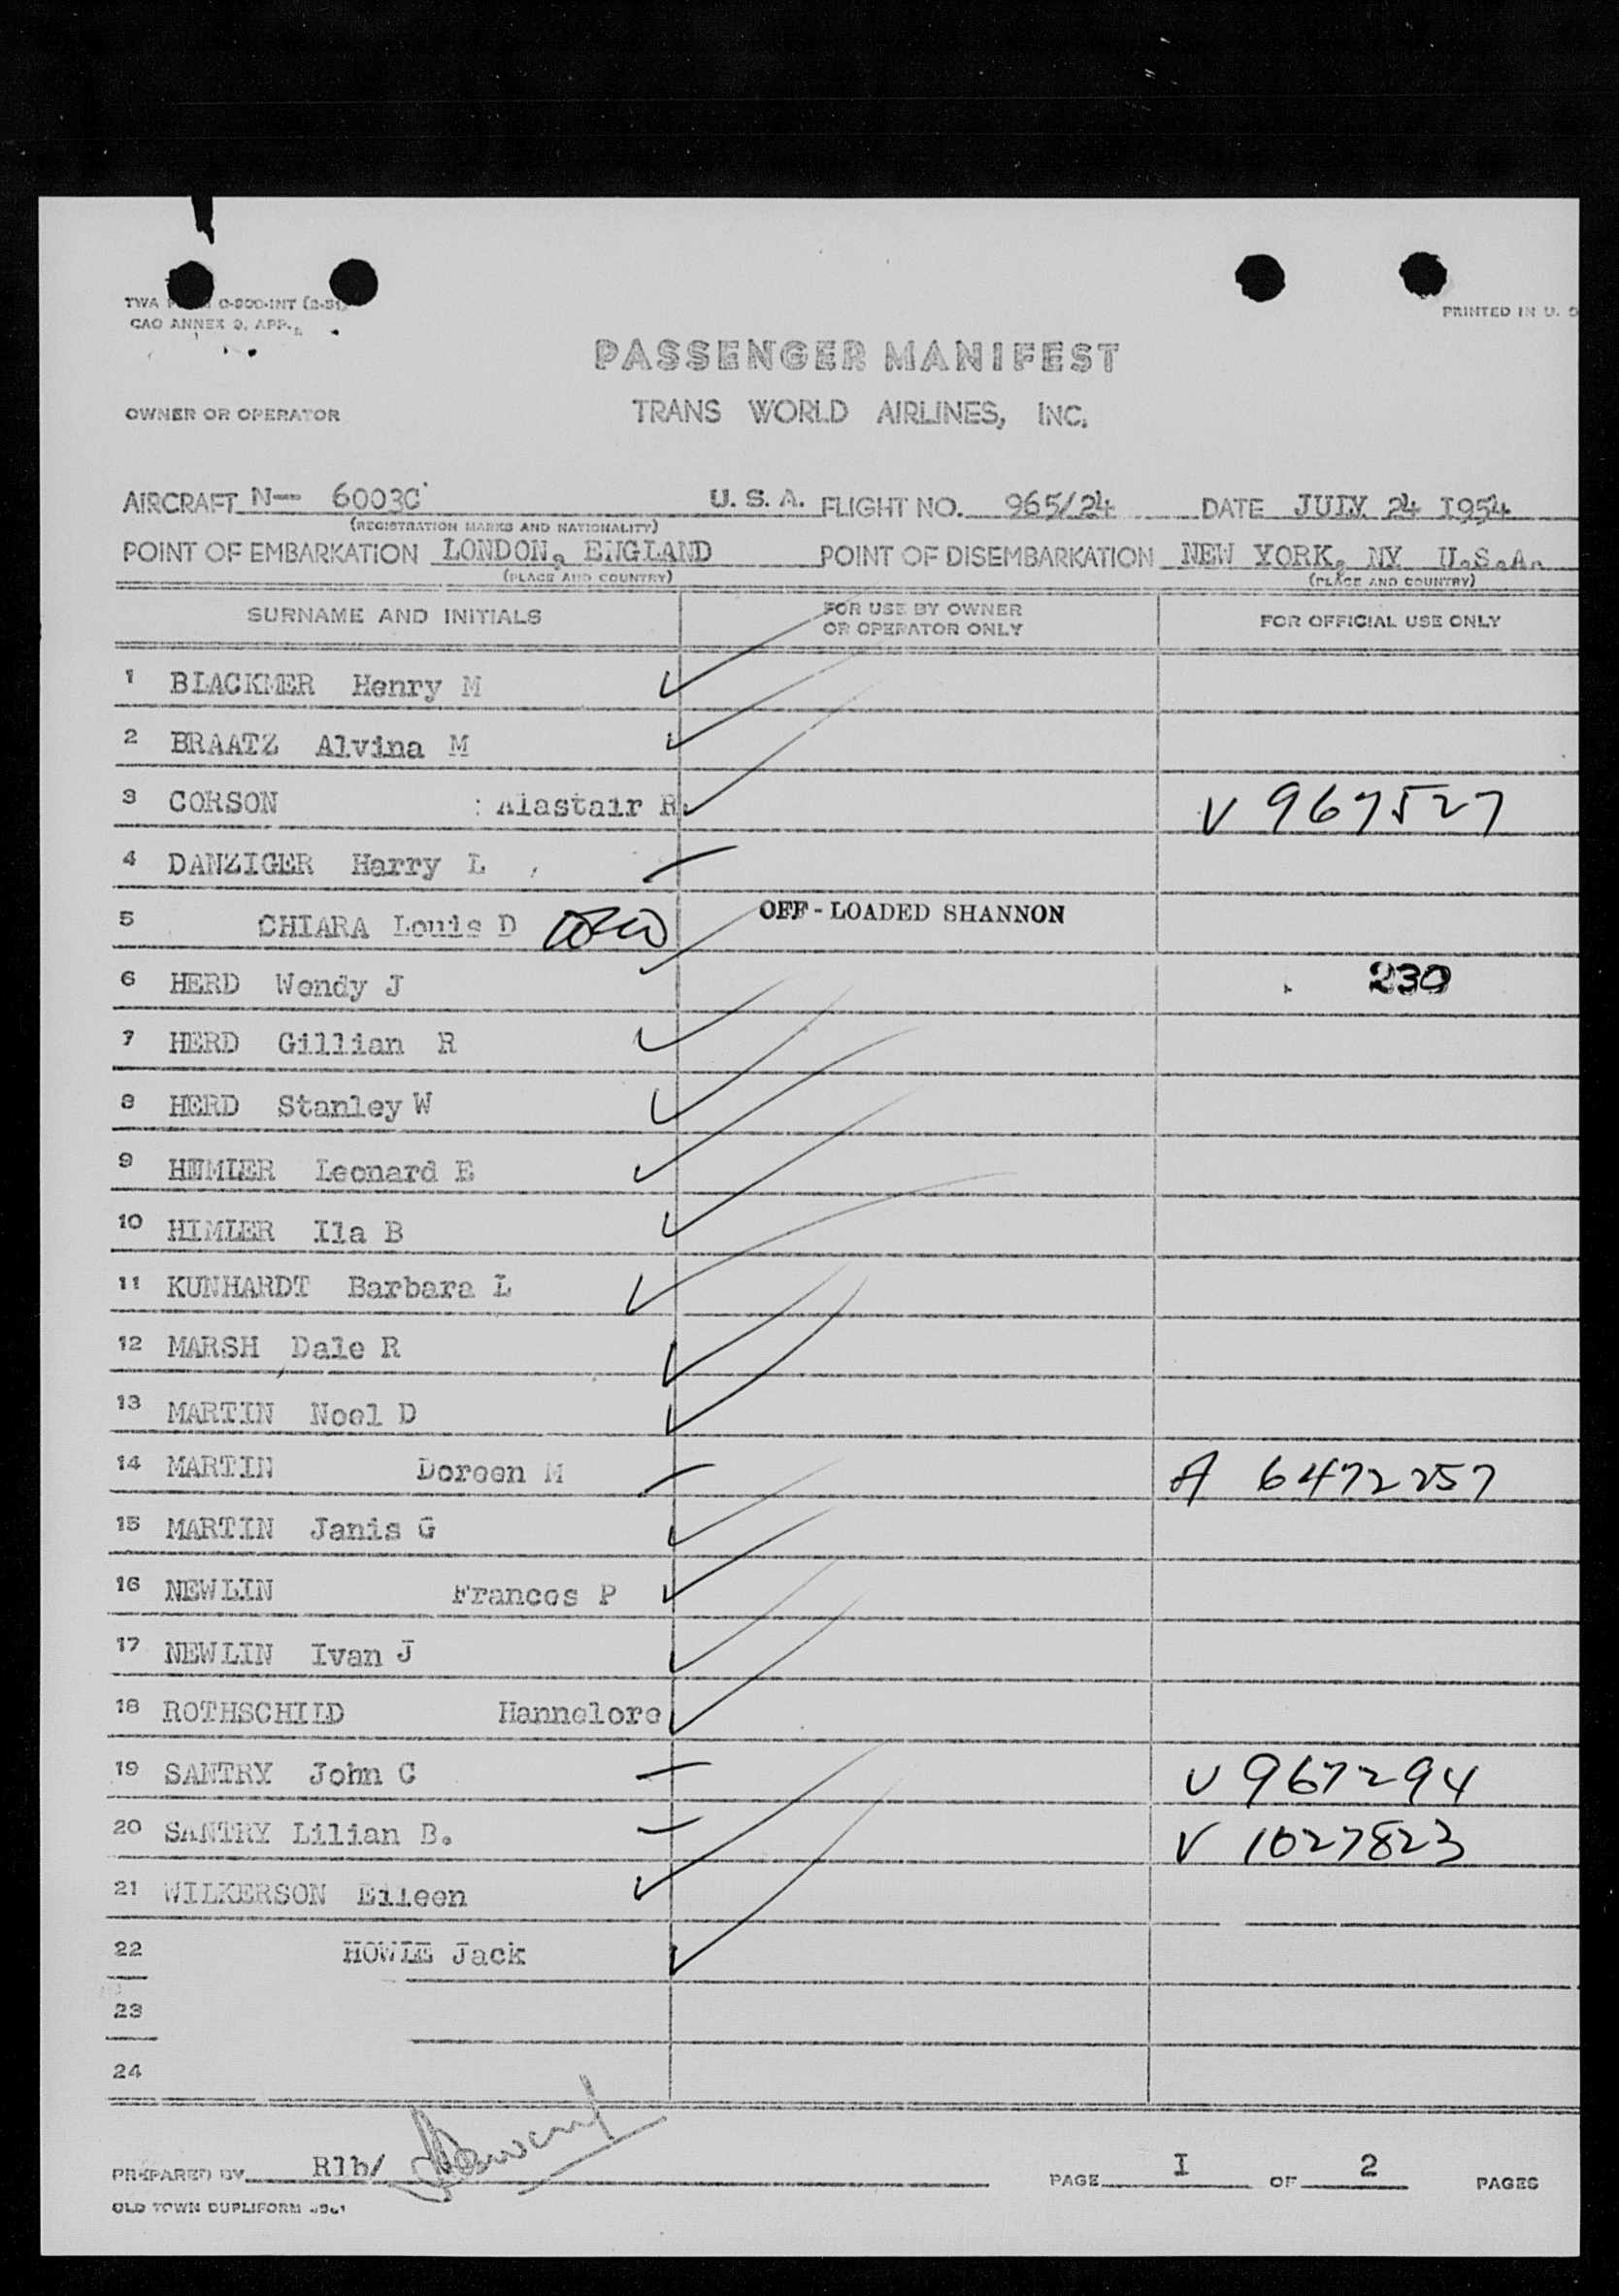 TWA F C-800-INT (2-51)
CAO ANNEX 9, APP.
PRINTED IN U. S
PASSENGER MANIFEST
OWNER OR OPERATOR TRANS WORLD AIRLINES, INC.
AIRCRAFT N- 6003C U. S. A. FLIGHT NO. 965/24 DATE JULY 24 1954
(REGISTRATION MARKS AND NATIONALITY)
POINT OF EMBARKATION LONDON, ENGLAND POINT OF DISEMBARKATION NEW YORK, NY U.S.A.
(PLACE AND COUNTRY) (PLACE AND COUNTRY)
SURNAME AND INITIALS FOR USE BY OWNER OR OPERATOR ONLY FOR OFFICIAL USE ONLY
1 BLACKMER Henry M
2 BRAATZ Alvina M
3 CORSON : Alastair R. V 967527
4 DANZIGER Harry L
5 CHIARA Louis D OFF - LOADED SHANNON
6 HERD Wendy J 230
7 HERD Gillian R
8 HERD Stanley W
9 HIMLER Leonard E
10 HIMLER Ila B
11 KUNHARDT Barbara L
12 MARSH Dale R
13 MARTIN Noel D
14 MARTIN Doreen M A 6472257
15 MARTIN Janis G
16 NEWLIN Frances P
17 NEWLIN Ivan J
18 ROTHSCHILD Hannelore
19 SANTRY John C V 967294
20 SANTRY Lilian B. V 1027823
21 WILKERSON Eileen
22 HOWIE Jack
23
24
PREPARED BY Rlb/ PAGE I OF 2 PAGES
OLD TOWN DUPLIFORM